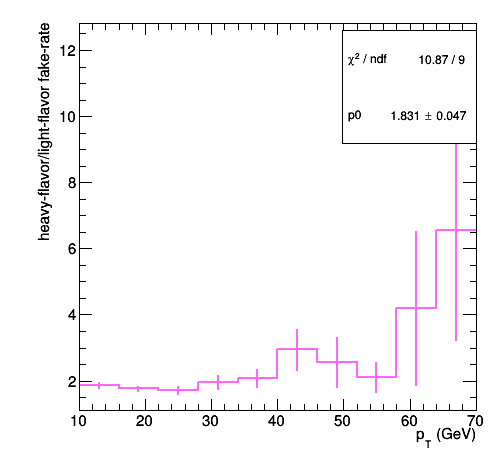 heavy-flavor/light-flavor fake-rate
χ² / ndf 10.87 / 9
p0 1.831 ± 0.047
12
10
8
6
4
2
10 20 30 40 50 60 70
p_T (GeV)